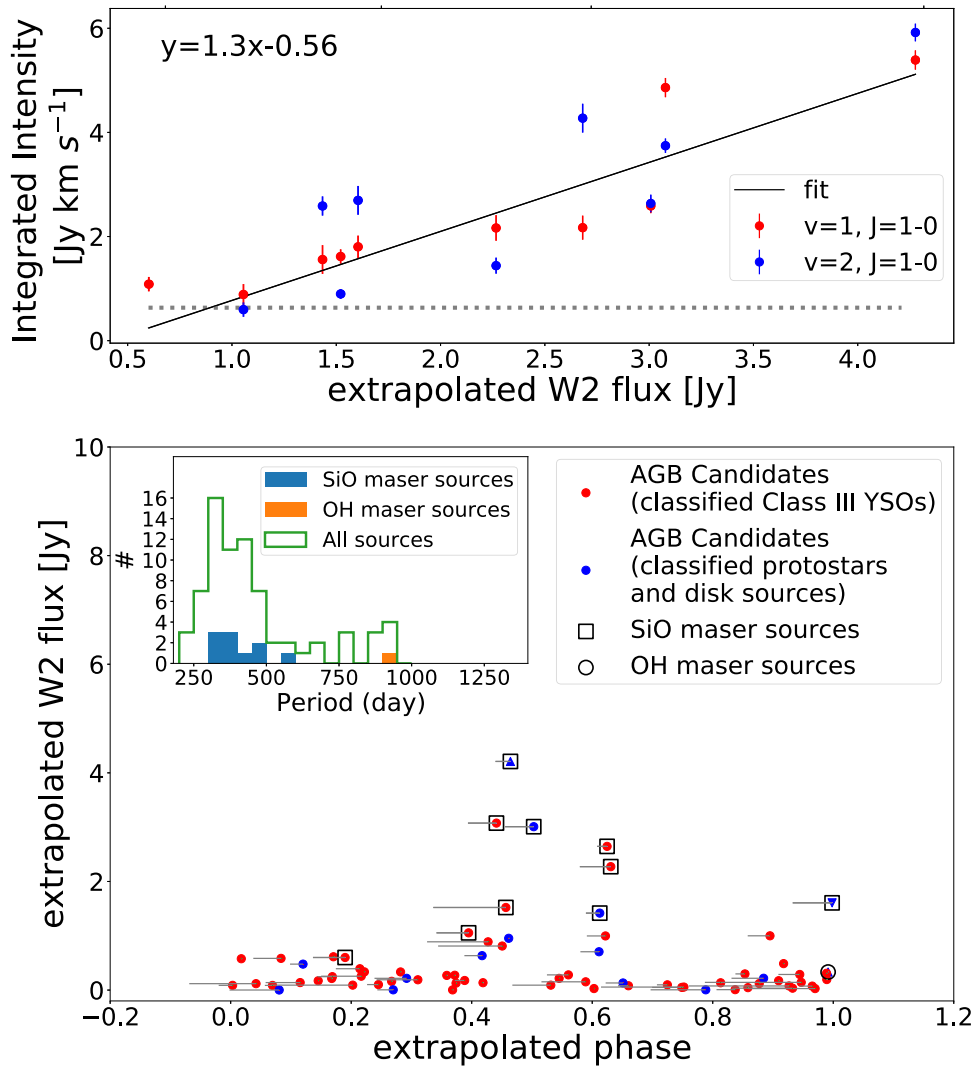 y=1.3x-0.56
Integrated Intensity
[Jy km s⁻¹]
6
4
2
0
fit
v=1, J=1-0
v=2, J=1-0
0.5 1.0 1.5 2.0 2.5 3.0 3.5 4.0
extrapolated W2 flux [Jy]
extrapolated W2 flux [Jy]
10
8
6
4
2
0
#
16
14
12
10
8
6
4
2
0
SiO maser sources
OH maser sources
All sources
250 500 750 1000 1250
Period (day)
AGB Candidates
(classified Class III YSOs)
AGB Candidates
(classified protostars
and disk sources)
SiO maser sources
OH maser sources
−0.2 0.0 0.2 0.4 0.6 0.8 1.0 1.2
extrapolated phase